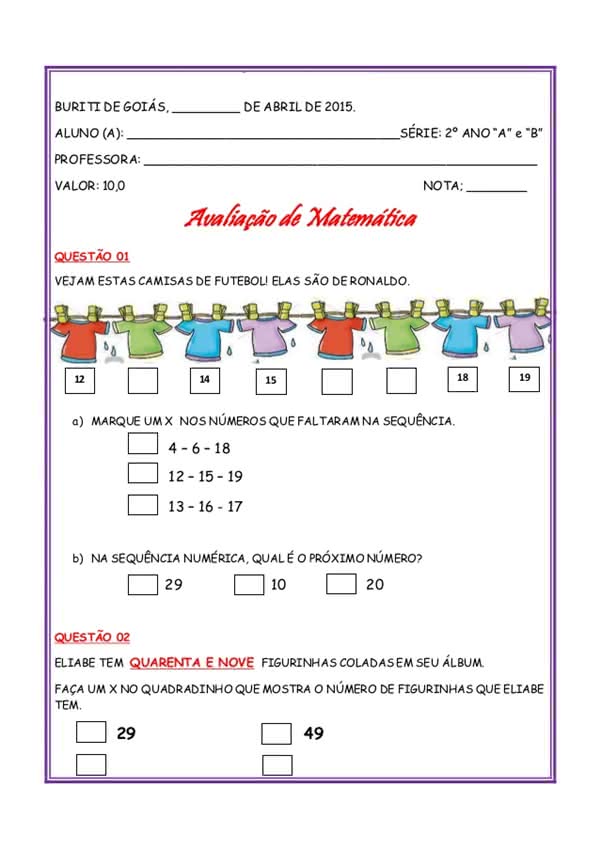 BURITI DE GOIÁS, _________ DE ABRIL DE 2015.
ALUNO (A): ____________________________________SÉRIE: 2º ANO “A” e “B”
PROFESSORA: ____________________________________________________
VALOR: 10,0 NOTA; ________
Avaliação de Matemática
QUESTÃO 01
VEJAM ESTAS CAMISAS DE FUTEBOL! ELAS SÃO DE RONALDO.
12 14 15 18 19
a) MARQUE UM X NOS NÚMEROS QUE FALTARAM NA SEQUÊNCIA.
4 – 6 – 18
12 – 15 – 19
13 – 16 - 17
b) NA SEQUÊNCIA NUMÉRICA, QUAL É O PRÓXIMO NÚMERO?
29 10 20
QUESTÃO 02
ELIABE TEM QUARENTA E NOVE FIGURINHAS COLADAS EM SEU ÁLBUM.
FAÇA UM X NO QUADRADINHO QUE MOSTRA O NÚMERO DE FIGURINHAS QUE ELIABE
TEM.
29 49